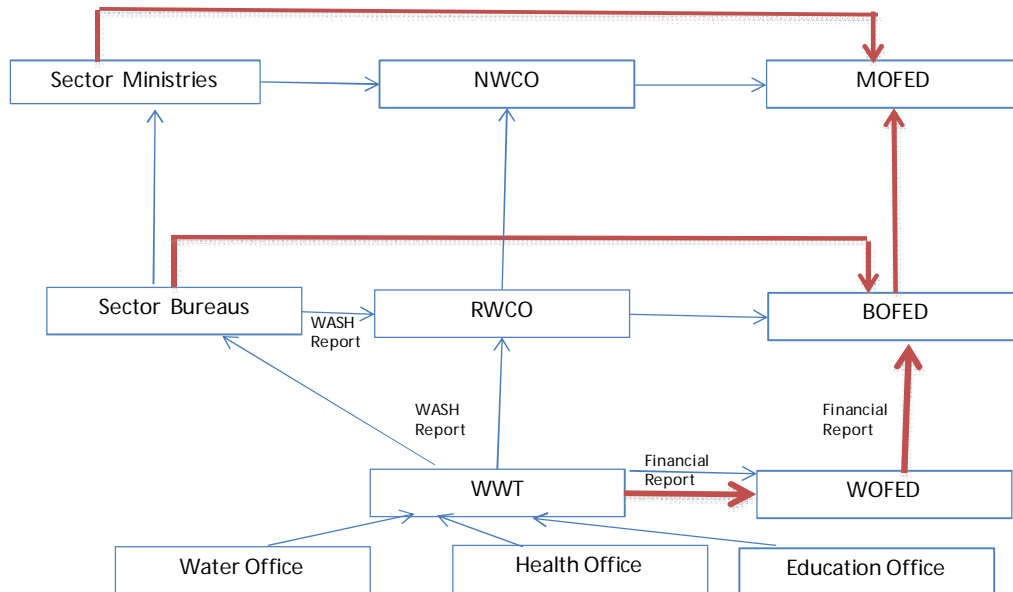 Sector Ministries
NWCO
MOFED
Sector Bureaus
RWCO
BOFED
WASH
Report
WASH
Report
Financial
Report
Financial
Report
WWT
WOFED
Water Office
Health Office
Education Office